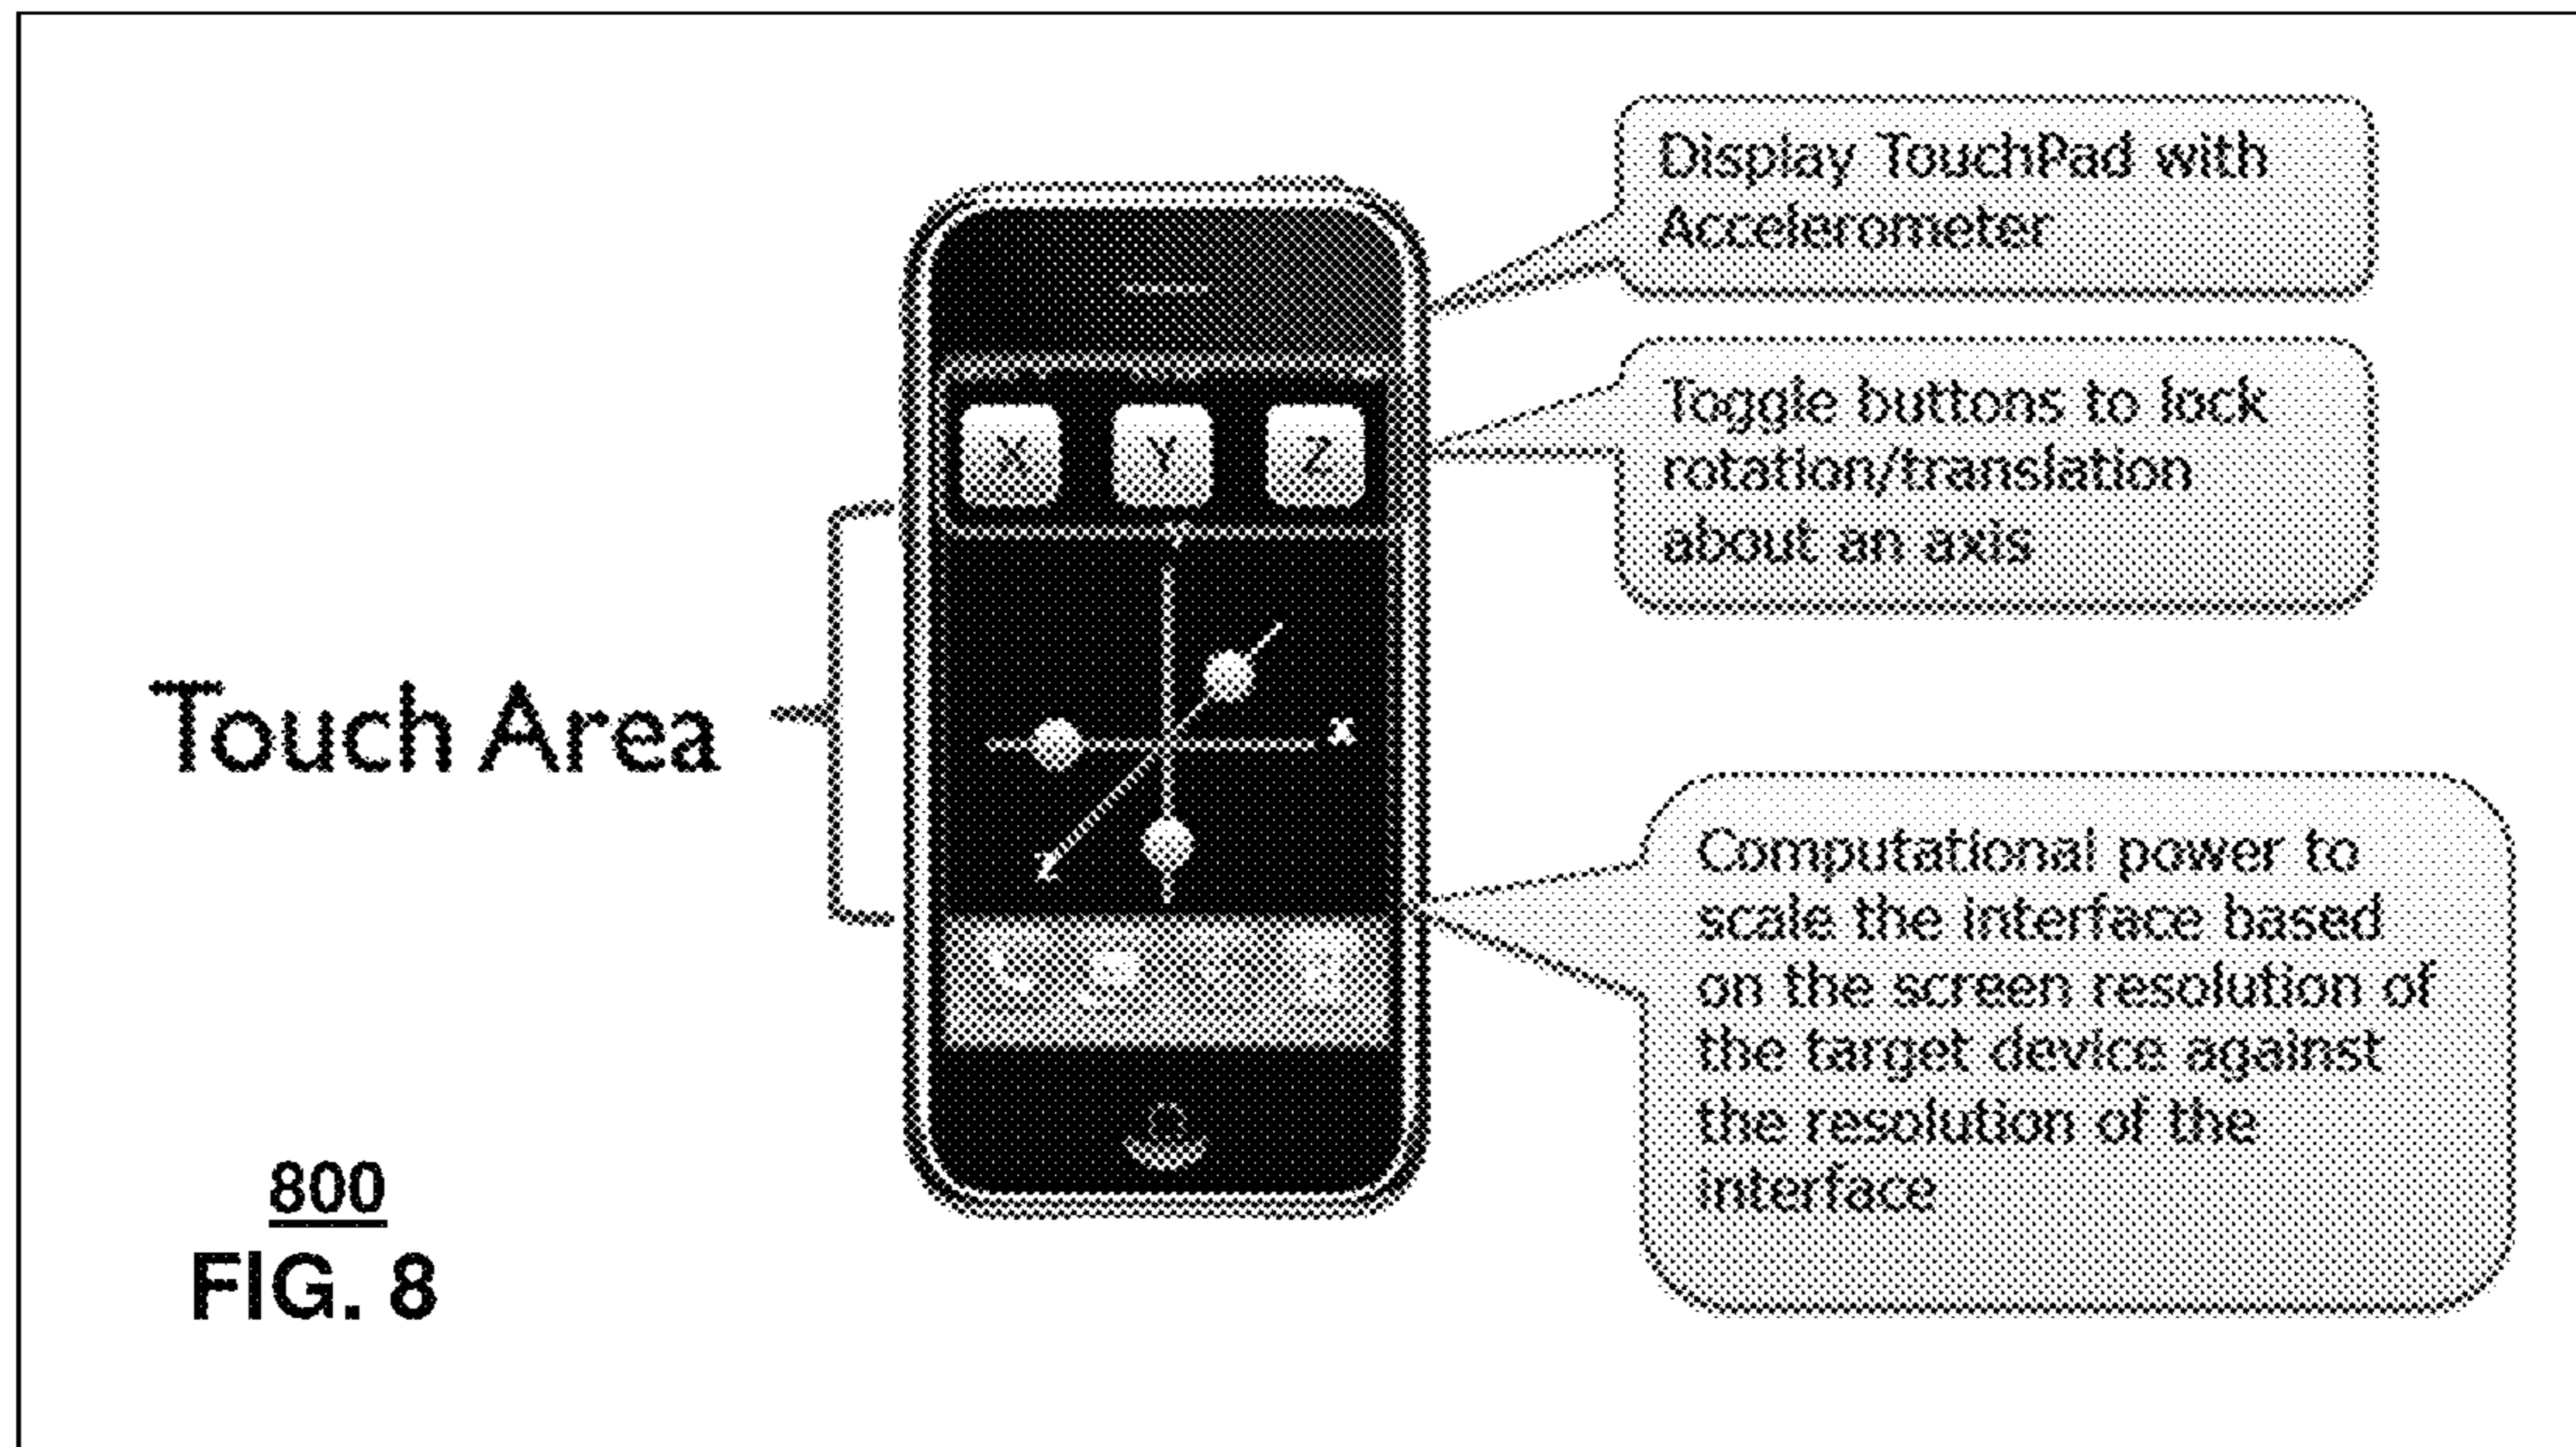 Display TouchPad with
Accelerometer
Toggle buttons to lock
rotation/translation
about an axis
X Y Z
Y
X
Z
Touch Area
Computational power to
scale the interface based
on the screen resolution of
the target device against
the resolution of the
interface
800
FIG. 8